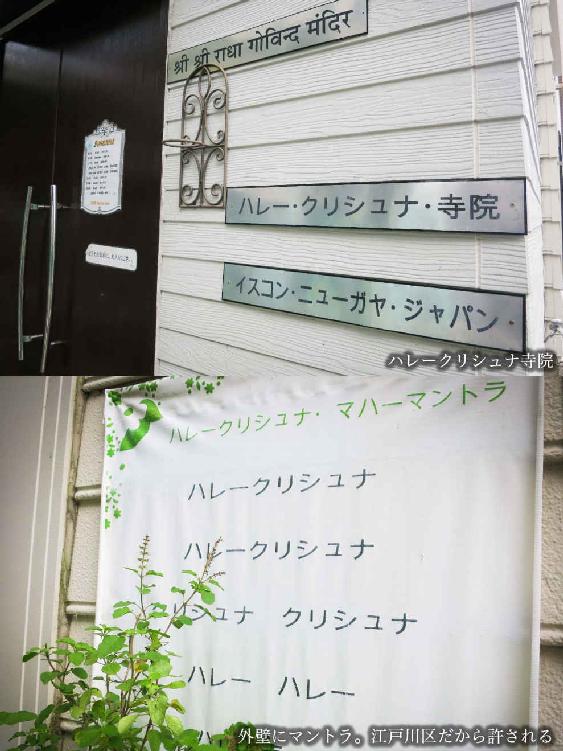 श्री श्री राधा गोविन्द मंदिर
ハレー・クリシュナ・寺院
イスコン・ニューガヤ・ジャパン
ハレークリシュナ寺院
ハレークリシュナ・マハーマントラ
ハレークリシュナ
ハレークリシュナ
リシュナ クリシュナ
ハレー ハレー
外壁にマントラ。江戸川区だから許される